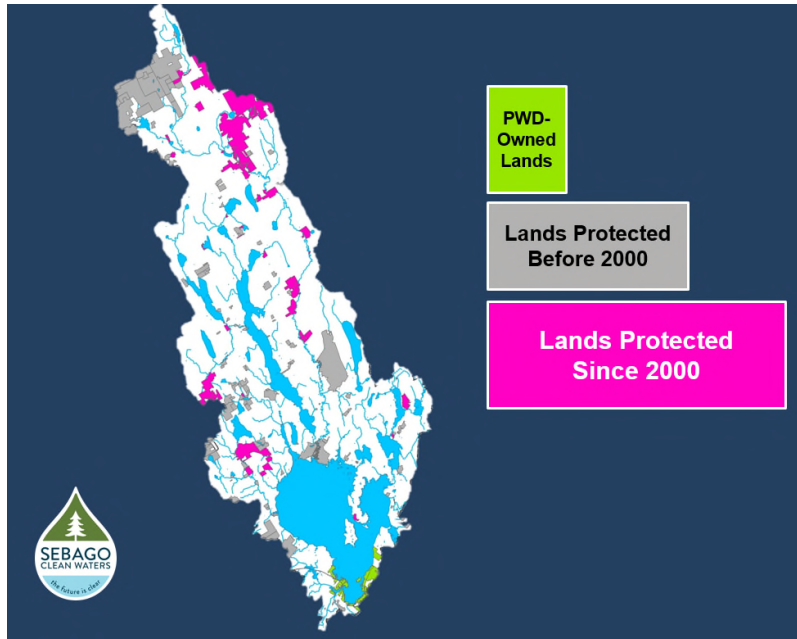 PWD-
Owned
Lands
Lands Protected
Before 2000
Lands Protected
Since 2000
SEBAGO
CLEAN WATERS
the future is clear